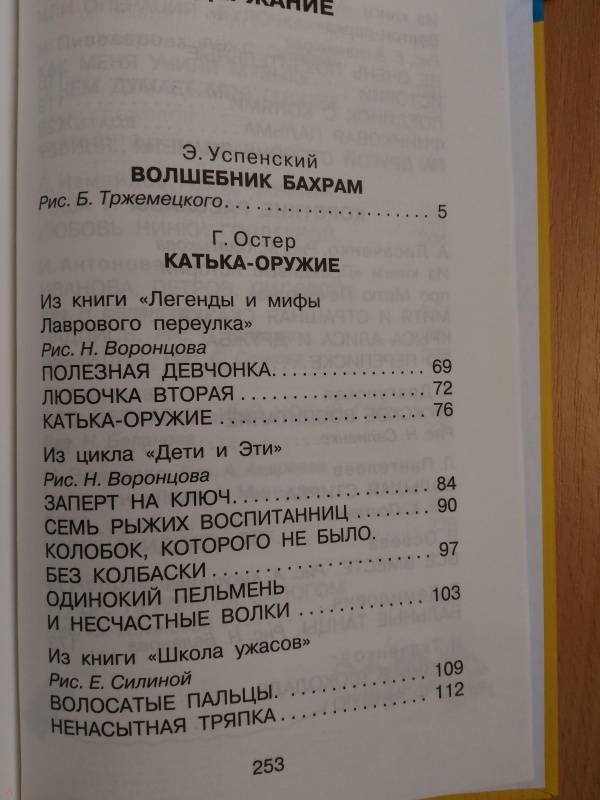 Э. Успенский
ВОЛШЕБНИК БАХРАМ
Рис. Б. Тржемецкого. . . . . . . . . . . . . . . . . . . . 5
Г. Остер
КАТЬКА-ОРУЖИЕ
Из книги «Легенды и мифы
Лаврового переулка»
Рис. Н. Воронцова
ПОЛЕЗНАЯ ДЕВЧОНКА. . . . . . . . . . . . . . . 69
ЛЮБОЧКА ВТОРАЯ . . . . . . . . . . . . . . . . . 72
КАТЬКА-ОРУЖИЕ . . . . . . . . . . . . . . . . . . 76
Из цикла «Дети и Эти»
Рис. Н. Воронцова
ЗАПЕРТ НА КЛЮЧ. . . . . . . . . . . . . . . . . . 84
СЕМЬ РЫЖИХ ВОСПИТАННИЦ . . . . . . . . 90
КОЛОБОК, КОТОРОГО НЕ БЫЛО.
БЕЗ КОЛБАСКИ . . . . . . . . . . . . . . . . . . . 97
ОДИНОКИЙ ПЕЛЬМЕНЬ
И НЕСЧАСТНЫЕ ВОЛКИ . . . . . . . . . . . . . 103
Из книги «Школа ужасов»
Рис. Е. Силиной
ВОЛОСАТЫЕ ПАЛЬЦЫ. . . . . . . . . . . . . . . 109
НЕНАСЫТНАЯ ТРЯПКА . . . . . . . . . . . . . . 112
253